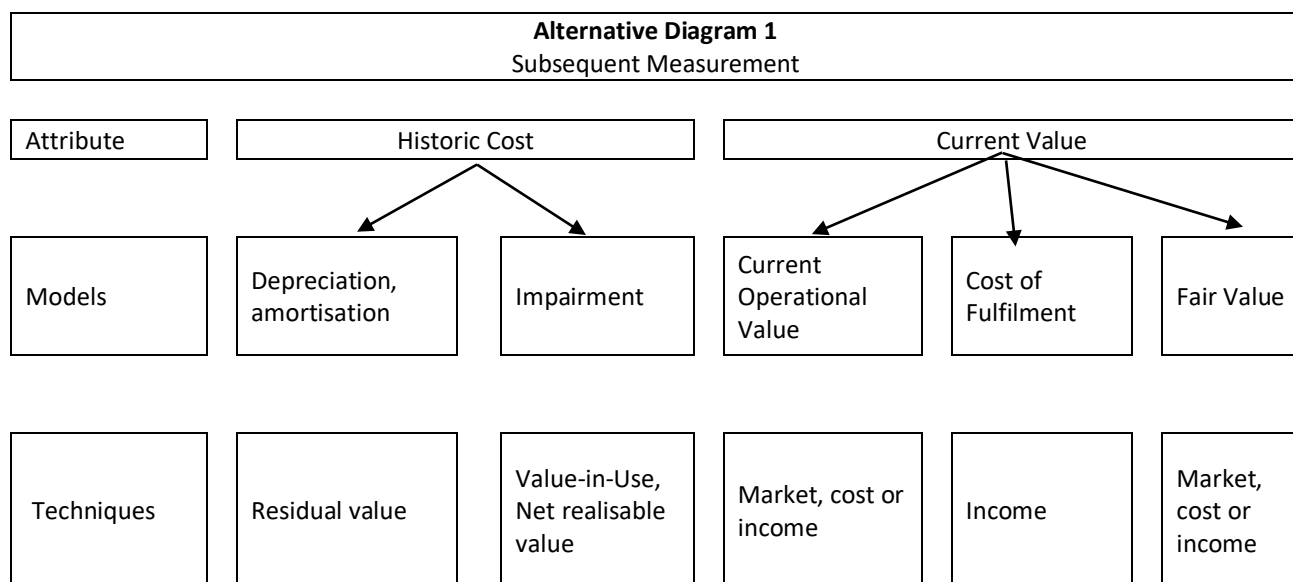 Alternative Diagram 1
Subsequent Measurement
Attribute
Historic Cost
Current Value
Models
Depreciation,
amortisation
Impairment
Current
Operational
Value
Cost of
Fulfilment
Fair Value
Techniques
Residual value
Value-in-Use,
Net realisable
value
Market, cost or
income
Income
Market,
cost or
income